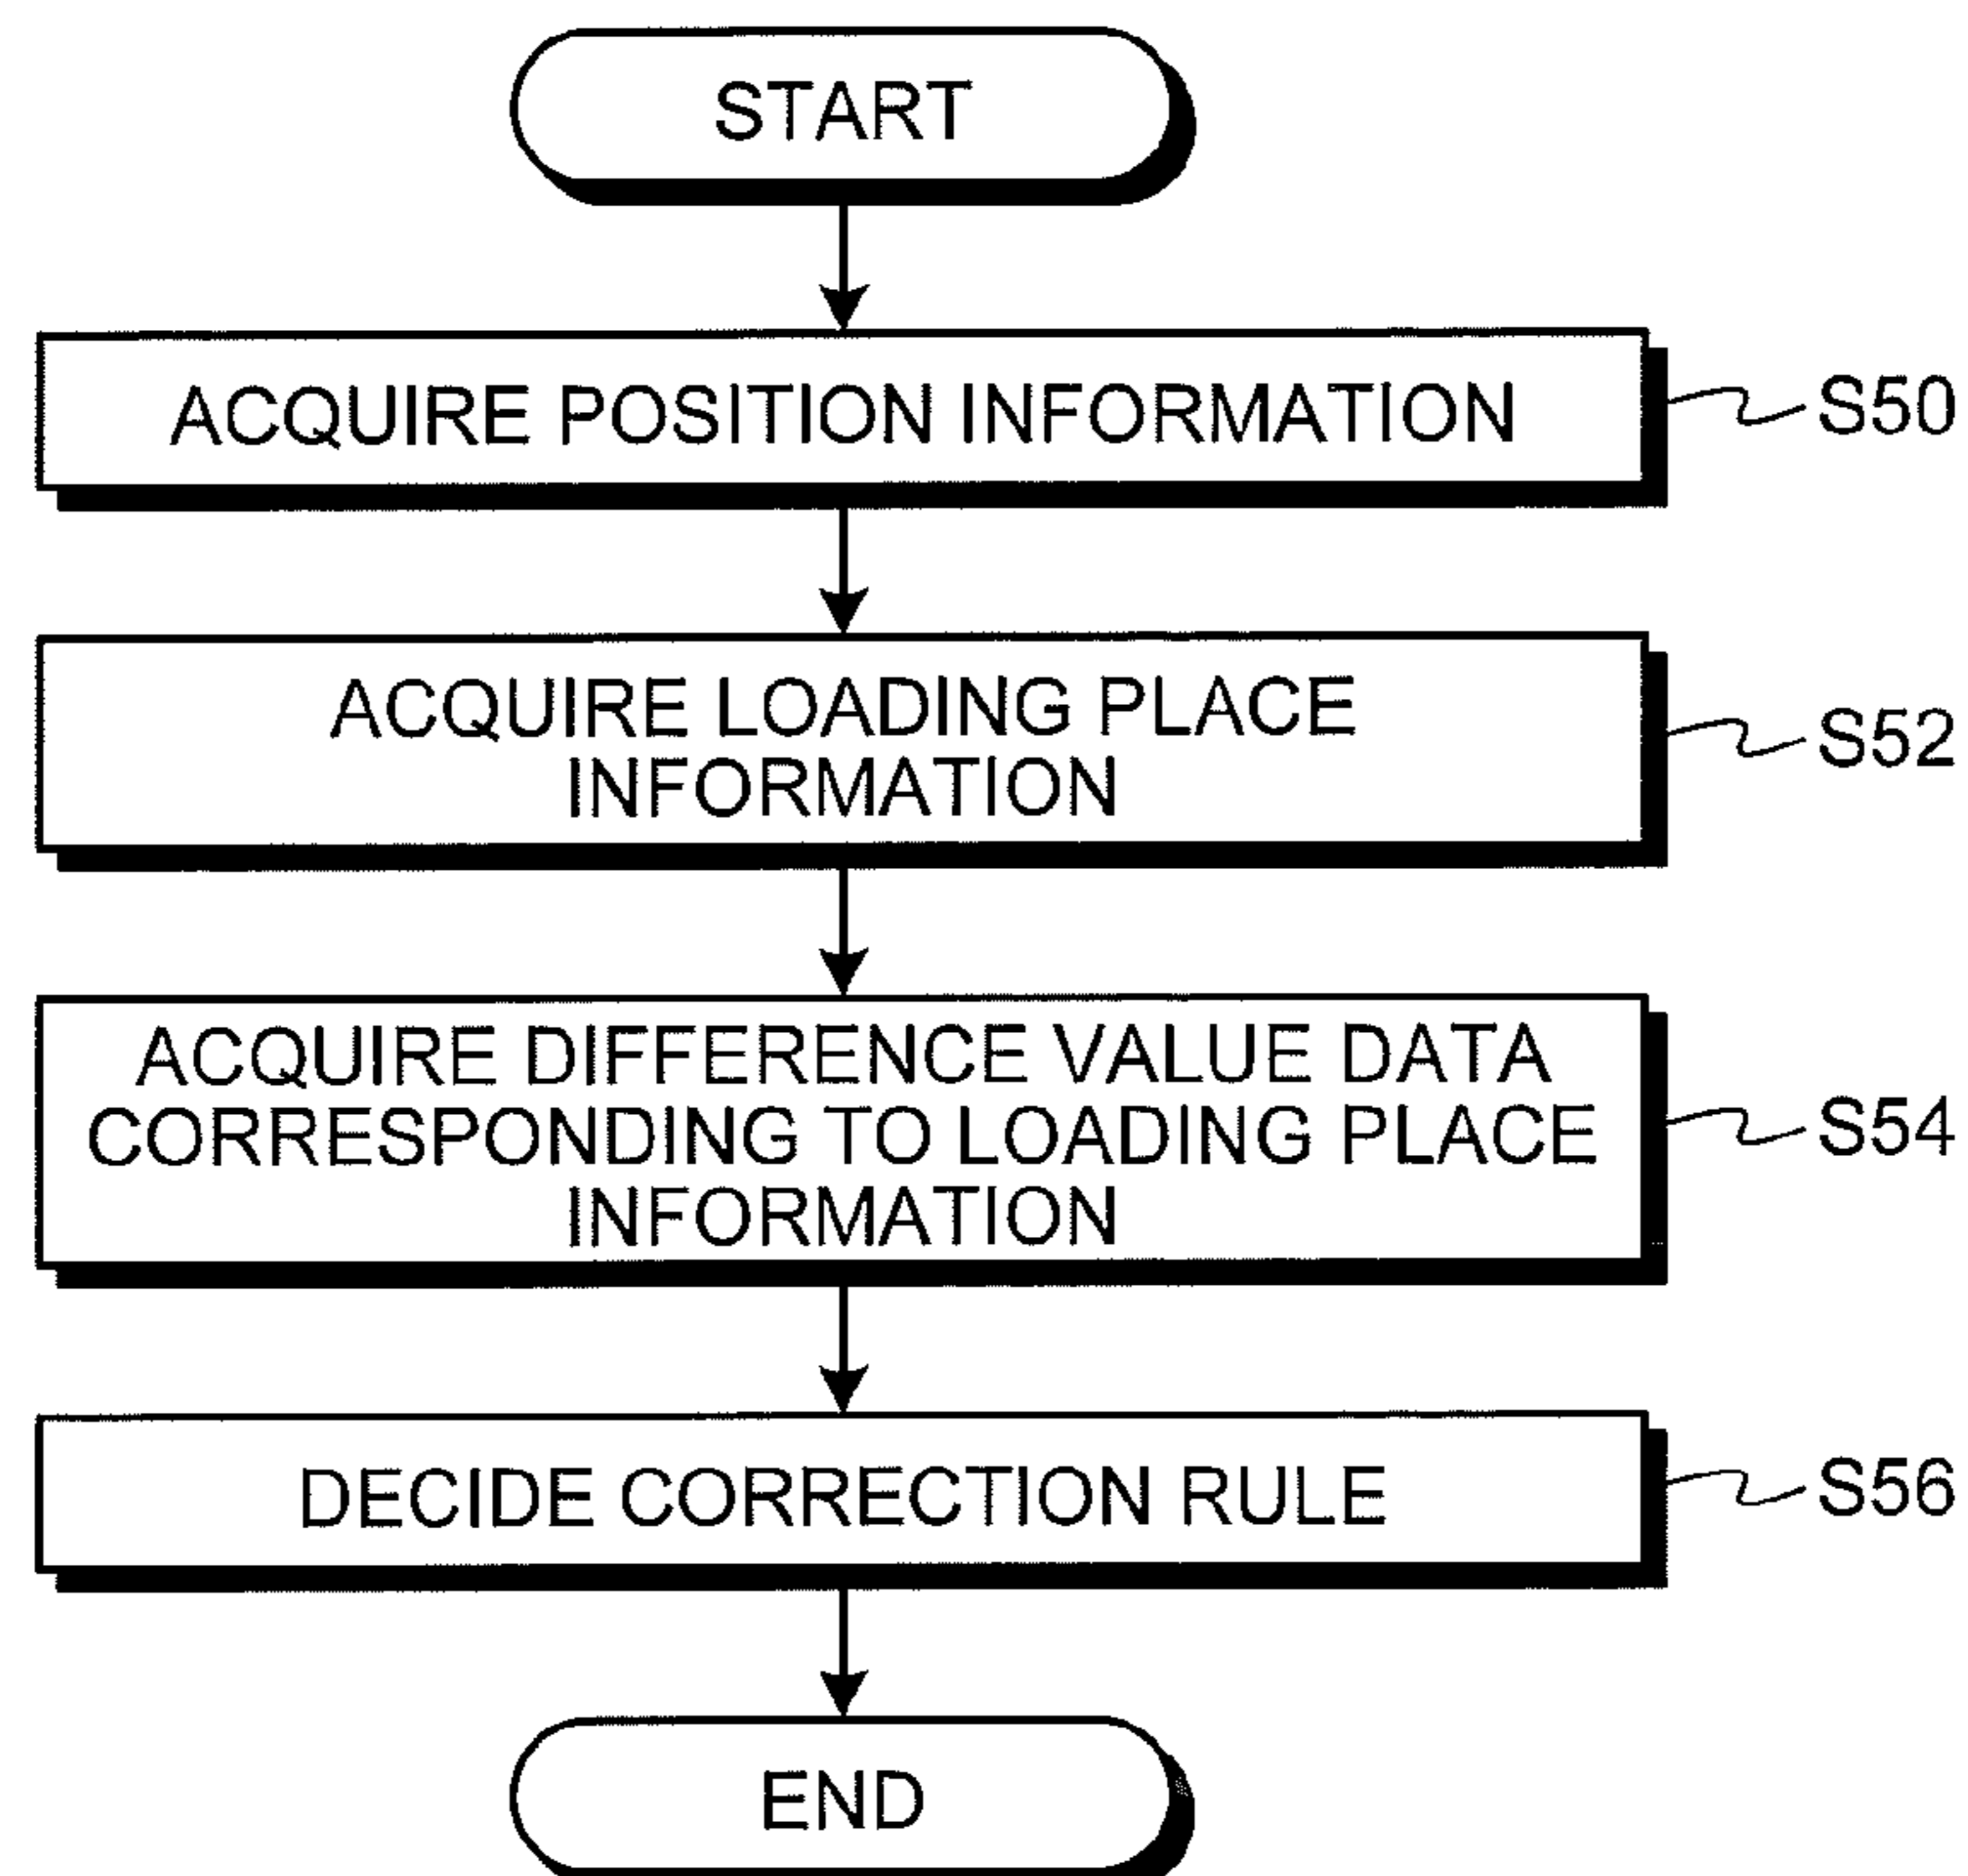 START
ACQUIRE POSITION INFORMATION
S50
ACQUIRE LOADING PLACE
INFORMATION
S52
ACQUIRE DIFFERENCE VALUE DATA
CORRESPONDING TO LOADING PLACE
INFORMATION
S54
DECIDE CORRECTION RULE
S56
END